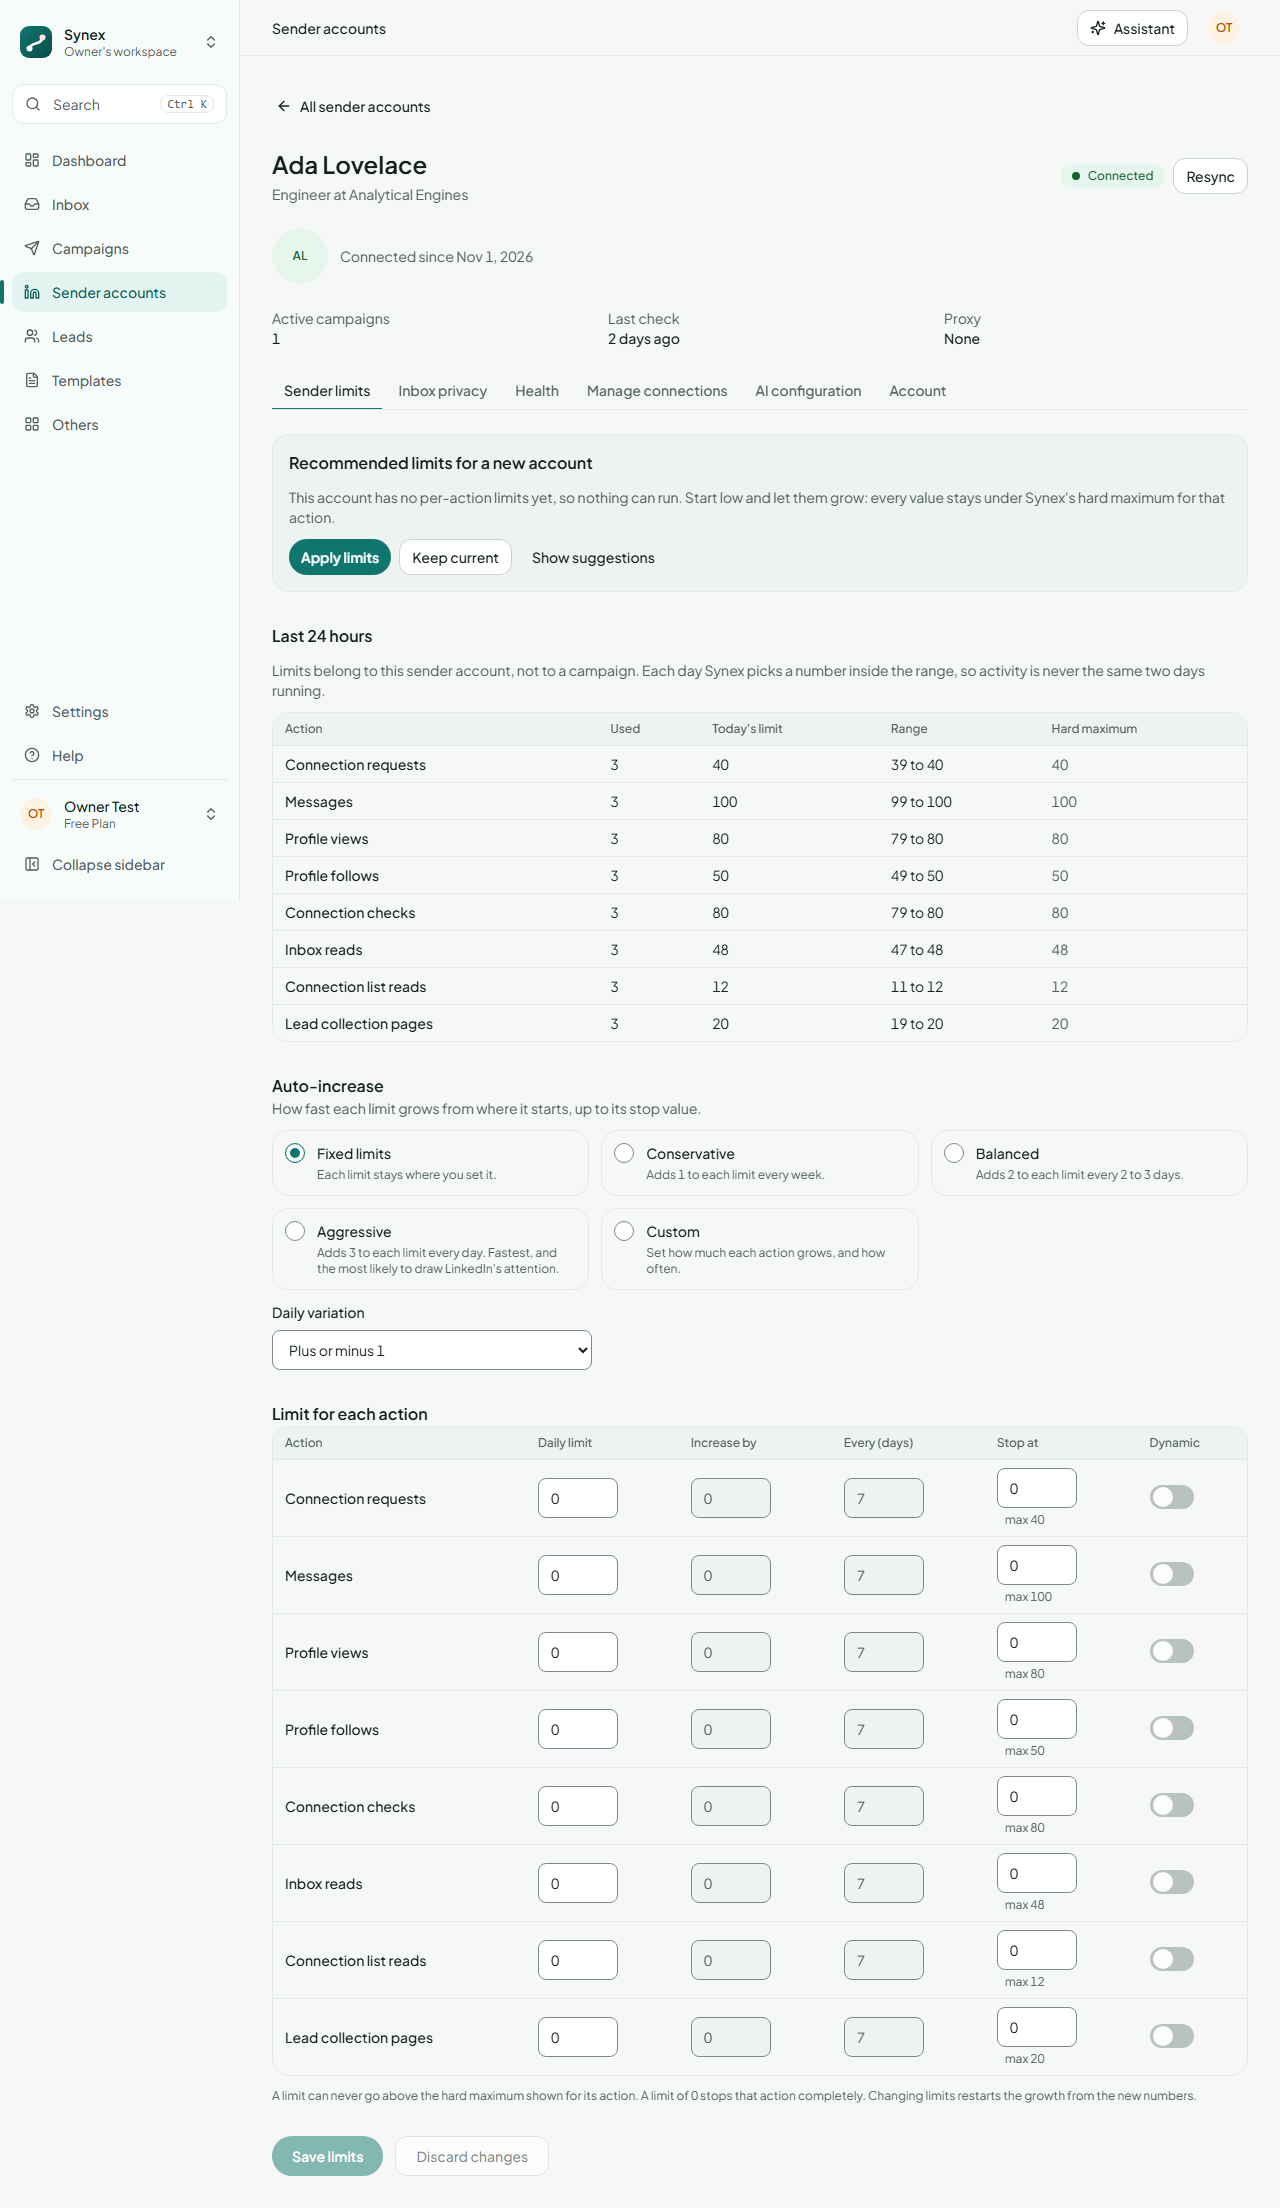 Synex
Owner's workspace
Search
Ctrl K
Dashboard
Inbox
Campaigns
Sender accounts
Leads
Templates
Others
Settings
Help
OT
Owner Test
Free Plan
Collapse sidebar
Sender accounts
Assistant
OT
All sender accounts
Ada Lovelace
Engineer at Analytical Engines
Connected
Resync
AL
Connected since Nov 1, 2026
Active campaigns
1
Last check
2 days ago
Proxy
None
Sender limits Inbox privacy Health Manage connections AI configuration Account
Recommended limits for a new account
This account has no per-action limits yet, so nothing can run. Start low and let them grow: every value stays under Synex's hard maximum for that
action.
Apply limits Keep current Show suggestions
Last 24 hours
Limits belong to this sender account, not to a campaign. Each day Synex picks a number inside the range, so activity is never the same two days
running.
Action Used Today's limit Range Hard maximum
Connection requests 3 40 39 to 40 40
Messages 3 100 99 to 100 100
Profile views 3 80 79 to 80 80
Profile follows 3 50 49 to 50 50
Connection checks 3 80 79 to 80 80
Inbox reads 3 48 47 to 48 48
Connection list reads 3 12 11 to 12 12
Lead collection pages 3 20 19 to 20 20
Auto-increase
How fast each limit grows from where it starts, up to its stop value.
Fixed limits
Each limit stays where you set it.
Conservative
Adds 1 to each limit every week.
Balanced
Adds 2 to each limit every 2 to 3 days.
Aggressive
Adds 3 to each limit every day. Fastest, and
the most likely to draw LinkedIn's attention.
Custom
Set how much each action grows, and how
often.
Daily variation
Plus or minus 1
Limit for each action
Action Daily limit Increase by Every (days) Stop at Dynamic
Connection requests 0 0 7 0
max 40
Messages 0 0 7 0
max 100
Profile views 0 0 7 0
max 80
Profile follows 0 0 7 0
max 50
Connection checks 0 0 7 0
max 80
Inbox reads 0 0 7 0
max 48
Connection list reads 0 0 7 0
max 12
Lead collection pages 0 0 7 0
max 20
A limit can never go above the hard maximum shown for its action. A limit of 0 stops that action completely. Changing limits restarts the growth from the new numbers.
Save limits Discard changes